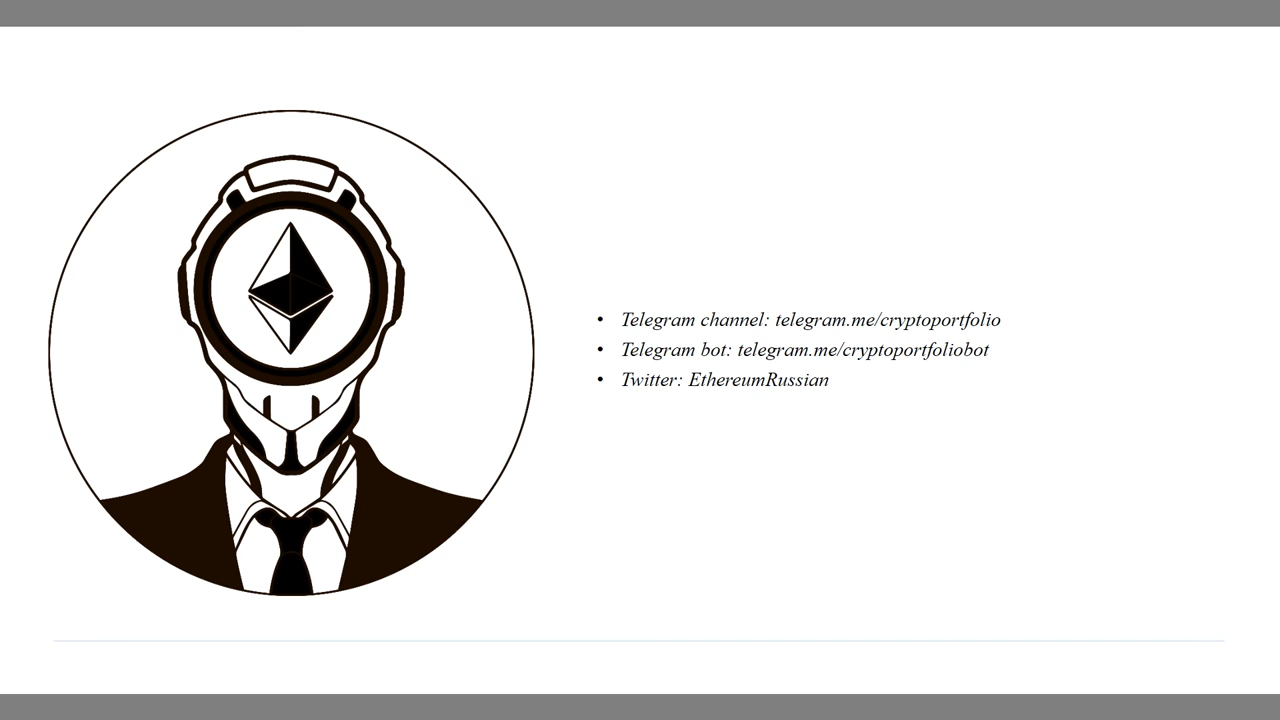 • Telegram channel: telegram.me/cryptoportfolio
• Telegram bot: telegram.me/cryptoportfoliobot
• Twitter: EthereumRussian